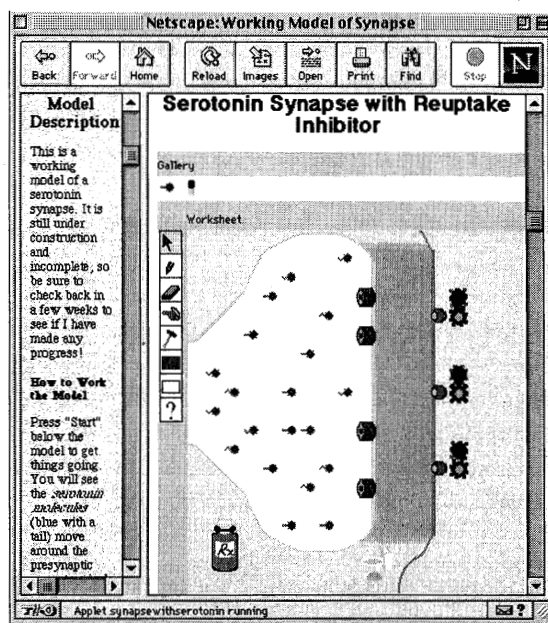 Netscape: Working Model of Synapse
Back Forward Home Reload Images Open Print Find Stop N
Model
Description
This is a
working
model of a
serotonin
synapse. It is
still under
construction
and
incomplete, so
be sure to
check back in
a few weeks to
see if I have
made any
progress!
How to Work
the Model
Press "Start"
below the
model to get
things going.
You will see
the serotonin
molecules
(blue with a
tail) move
around the
presynaptic
Serotonin Synapse with Reuptake
Inhibitor
Gallery
Worksheet
?
Rx
Applet synapsewithserotonin running
?